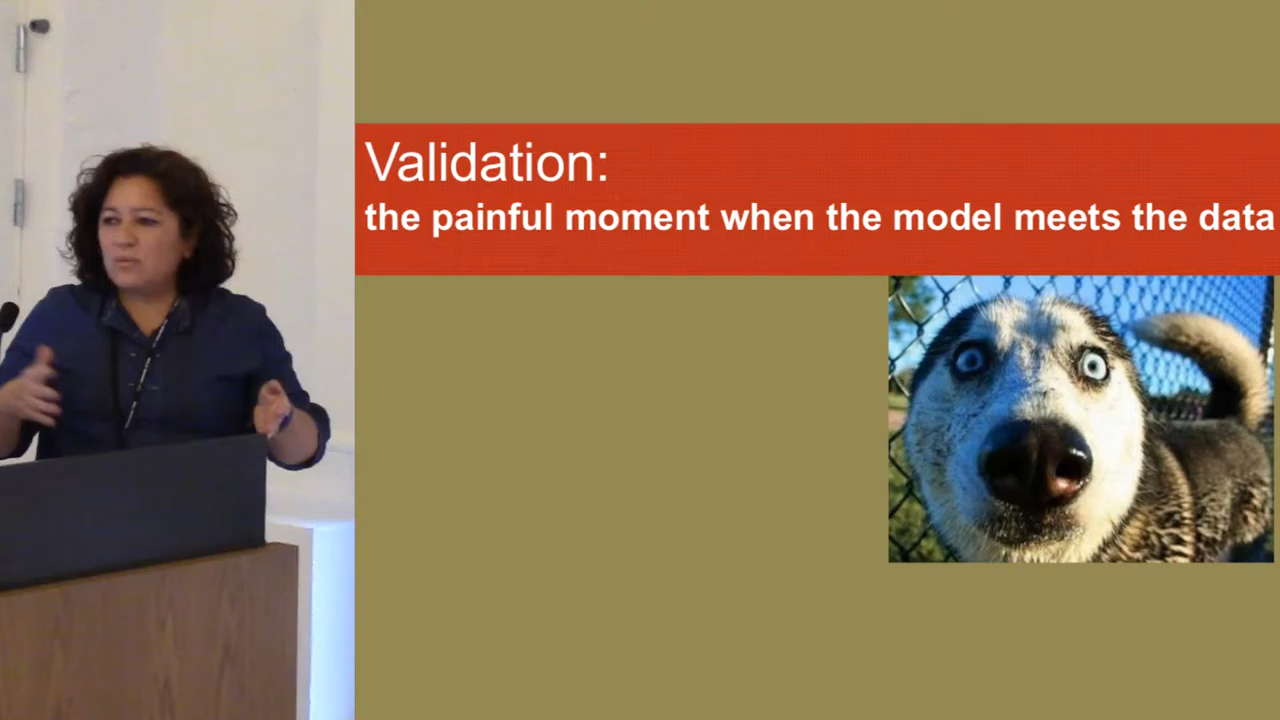 Validation:
the painful moment when the model meets the data